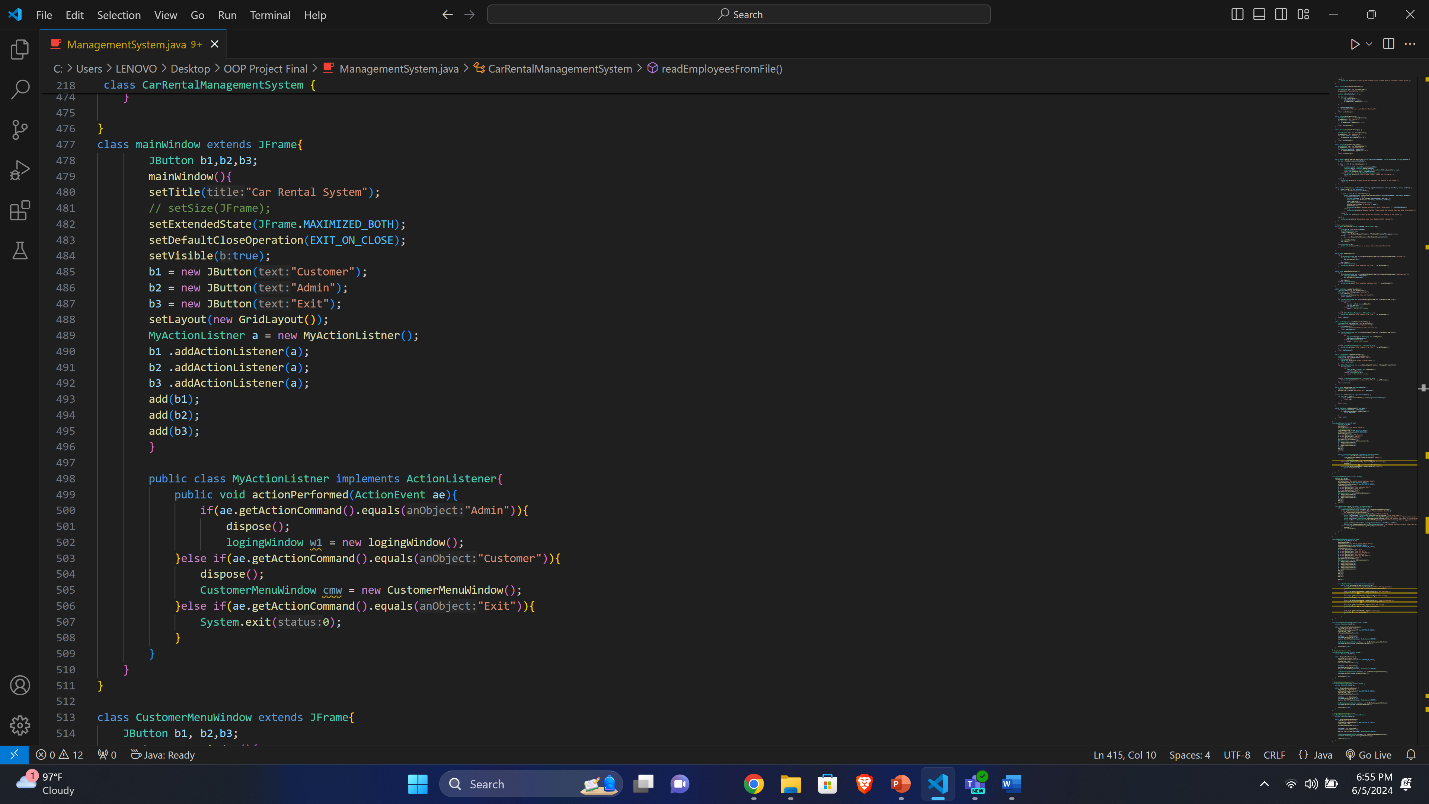 File Edit Selection View Go Run Terminal Help
Search
ManagementSystem.java 9+
C: > Users > LENOVO > Desktop > OOP Project Final > ManagementSystem.java > CarRentalManagementSystem > readEmployeesFromFile()
218 class CarRentalManagementSystem {
474 }
475
476 }
477 class mainWindow extends JFrame{
478 JButton b1,b2,b3;
479 mainWindow(){
480 setTitle(title:"Car Rental System");
481 // setSize(JFrame);
482 setExtendedState(JFrame.MAXIMIZED_BOTH);
483 setDefaultCloseOperation(EXIT_ON_CLOSE);
484 setVisible(b:true);
485 b1 = new JButton(text:"Customer");
486 b2 = new JButton(text:"Admin");
487 b3 = new JButton(text:"Exit");
488 setLayout(new GridLayout());
489 MyActionListner a = new MyActionListner();
490 b1 .addActionListener(a);
491 b2 .addActionListener(a);
492 b3 .addActionListener(a);
493 add(b1);
494 add(b2);
495 add(b3);
496 }
497
498 public class MyActionListner implements ActionListener{
499 public void actionPerformed(ActionEvent ae){
500 if(ae.getActionCommand().equals(anObject:"Admin")){
501 dispose();
502 logingWindow w1 = new logingWindow();
503 }else if(ae.getActionCommand().equals(anObject:"Customer")){
504 dispose();
505 CustomerMenuWindow cmw = new CustomerMenuWindow();
506 }else if(ae.getActionCommand().equals(anObject:"Exit")){
507 System.exit(status:0);
508 }
509 }
510 }
511 }
512
513 class CustomerMenuWindow extends JFrame{
514 JButton b1, b2,b3;
0 12 0 Java: Ready Ln 415, Col 10 Spaces: 4 UTF-8 CRLF {} Java Go Live
1 97°F
Cloudy
Search
NEW
6:55 PM
6/5/2024